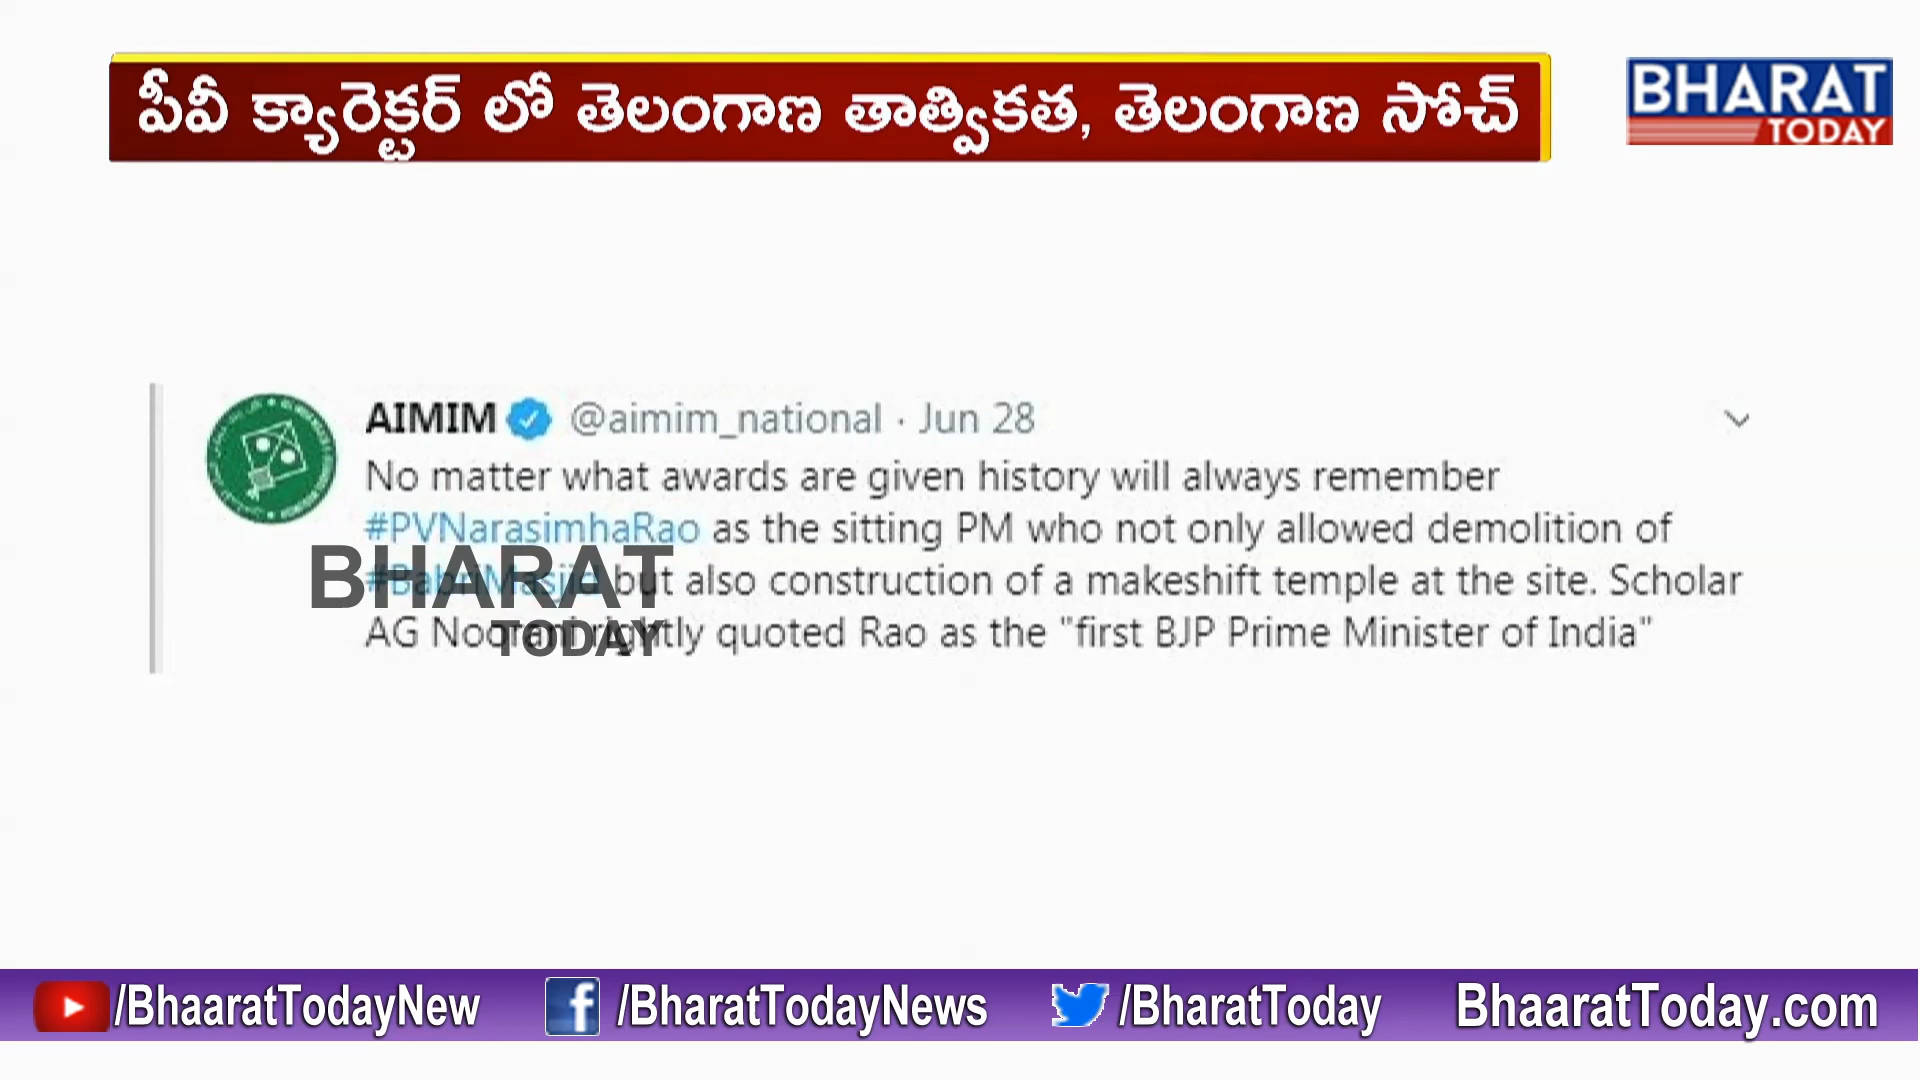 పీవీ క్యారెక్టర్ లో తెలంగాణ తాత్వికత, తెలంగాణ సోచ్
BHARAT
TODAY
AIMIM @aimim_national · Jun 28
No matter what awards are given history will always remember
#PVNarasimhaRao as the sitting PM who not only allowed demolition of
#BabriMasjid but also construction of a makeshift temple at the site. Scholar
AG Noorani rightly quoted Rao as the "first BJP Prime Minister of India"
BHARAT
TODAY
/BhaaratTodayNew
/BharatTodayNews
/BharatToday
BhaaratToday.com